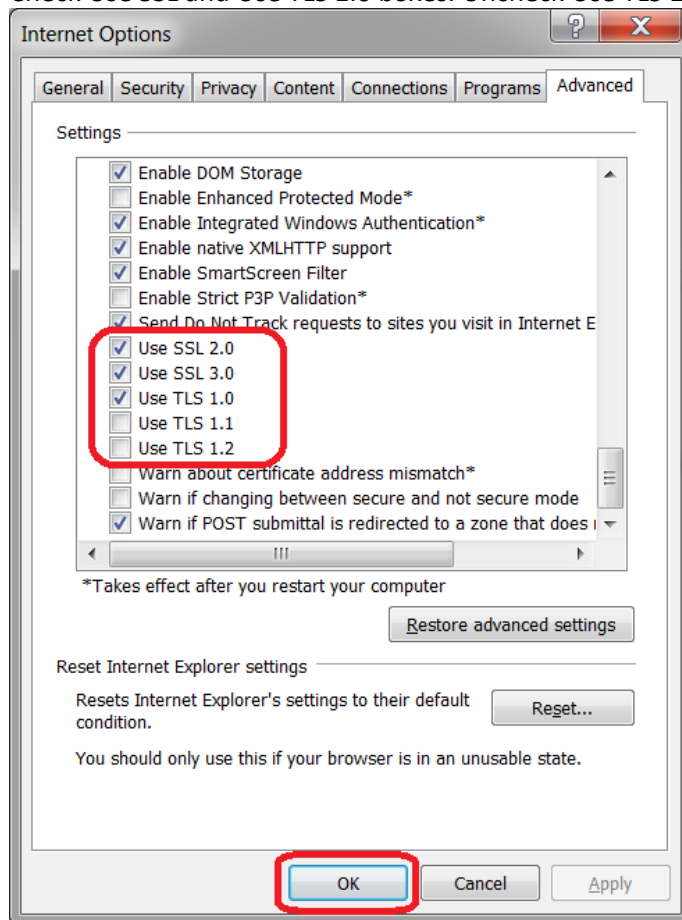 Internet Options
General Security Privacy Content Connections Programs Advanced
Settings
Enable DOM Storage
Enable Enhanced Protected Mode*
Enable Integrated Windows Authentication*
Enable native XMLHTTP support
Enable SmartScreen Filter
Enable Strict P3P Validation*
Send Do Not Track requests to sites you visit in Internet E
Use SSL 2.0
Use SSL 3.0
Use TLS 1.0
Use TLS 1.1
Use TLS 1.2
Warn about certificate address mismatch*
Warn if changing between secure and not secure mode
Warn if POST submittal is redirected to a zone that does
*Takes effect after you restart your computer
Restore advanced settings
Reset Internet Explorer settings
Resets Internet Explorer's settings to their default
condition.
Reset...
You should only use this if your browser is in an unusable state.
OK Cancel Apply